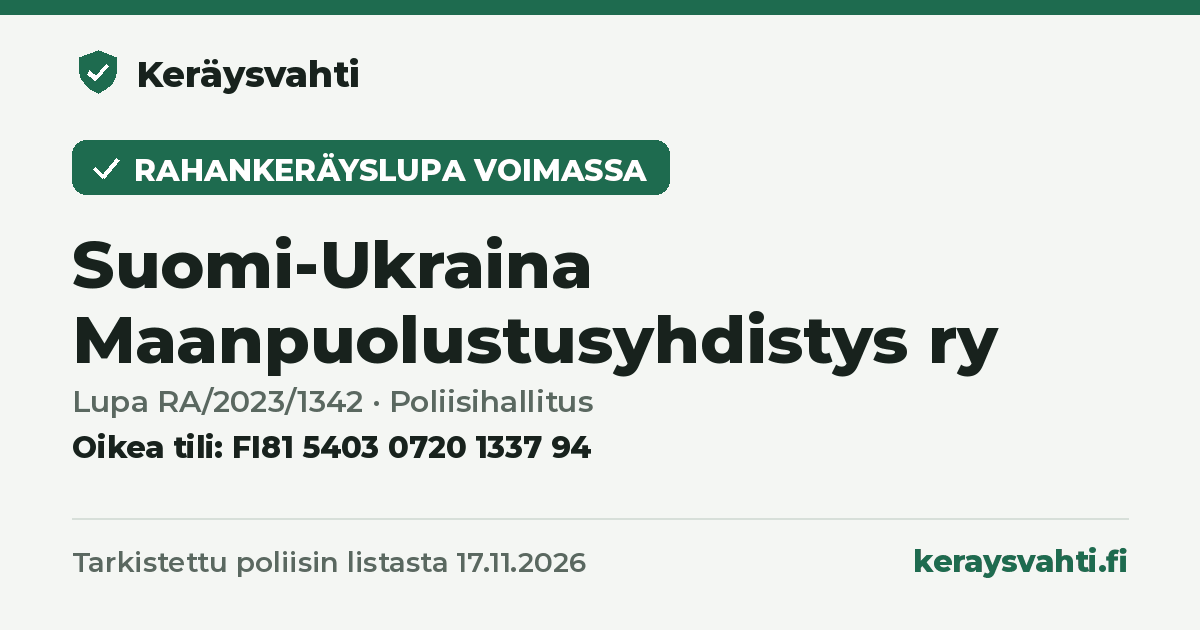 Keräysvahti
RAHANKERÄYSLUPA VOIMASSA
Suomi-Ukraina
Maanpuolustusyhdistys ry
Lupa RA/2023/1342 · Poliisihallitus
Oikea tili: FI81 5403 0720 1337 94
Tarkistettu poliisin listasta 17.11.2026
keraysvahti.fi